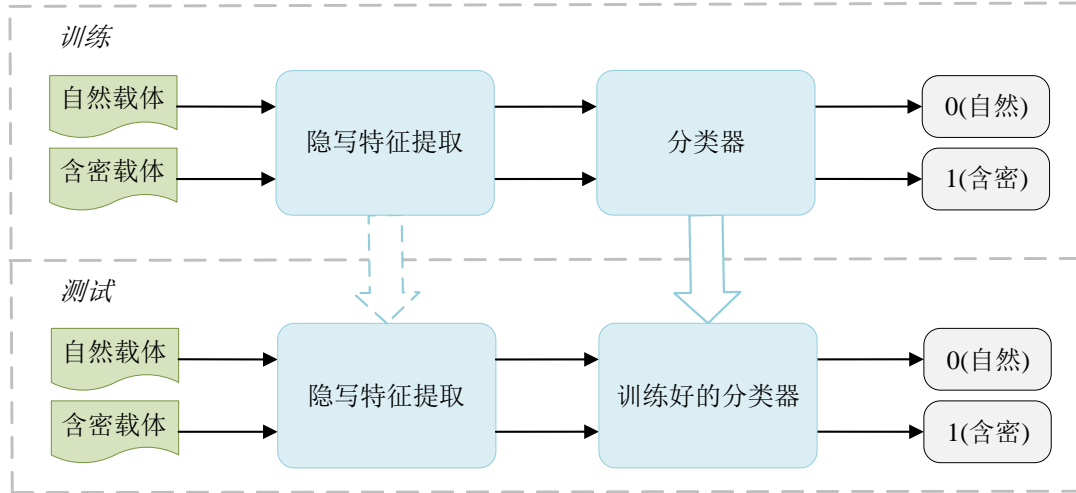 训练
自然载体
含密载体
隐写特征提取
分类器
0(自然)
1(含密)
测试
自然载体
含密载体
隐写特征提取
训练好的分类器
0(自然)
1(含密)